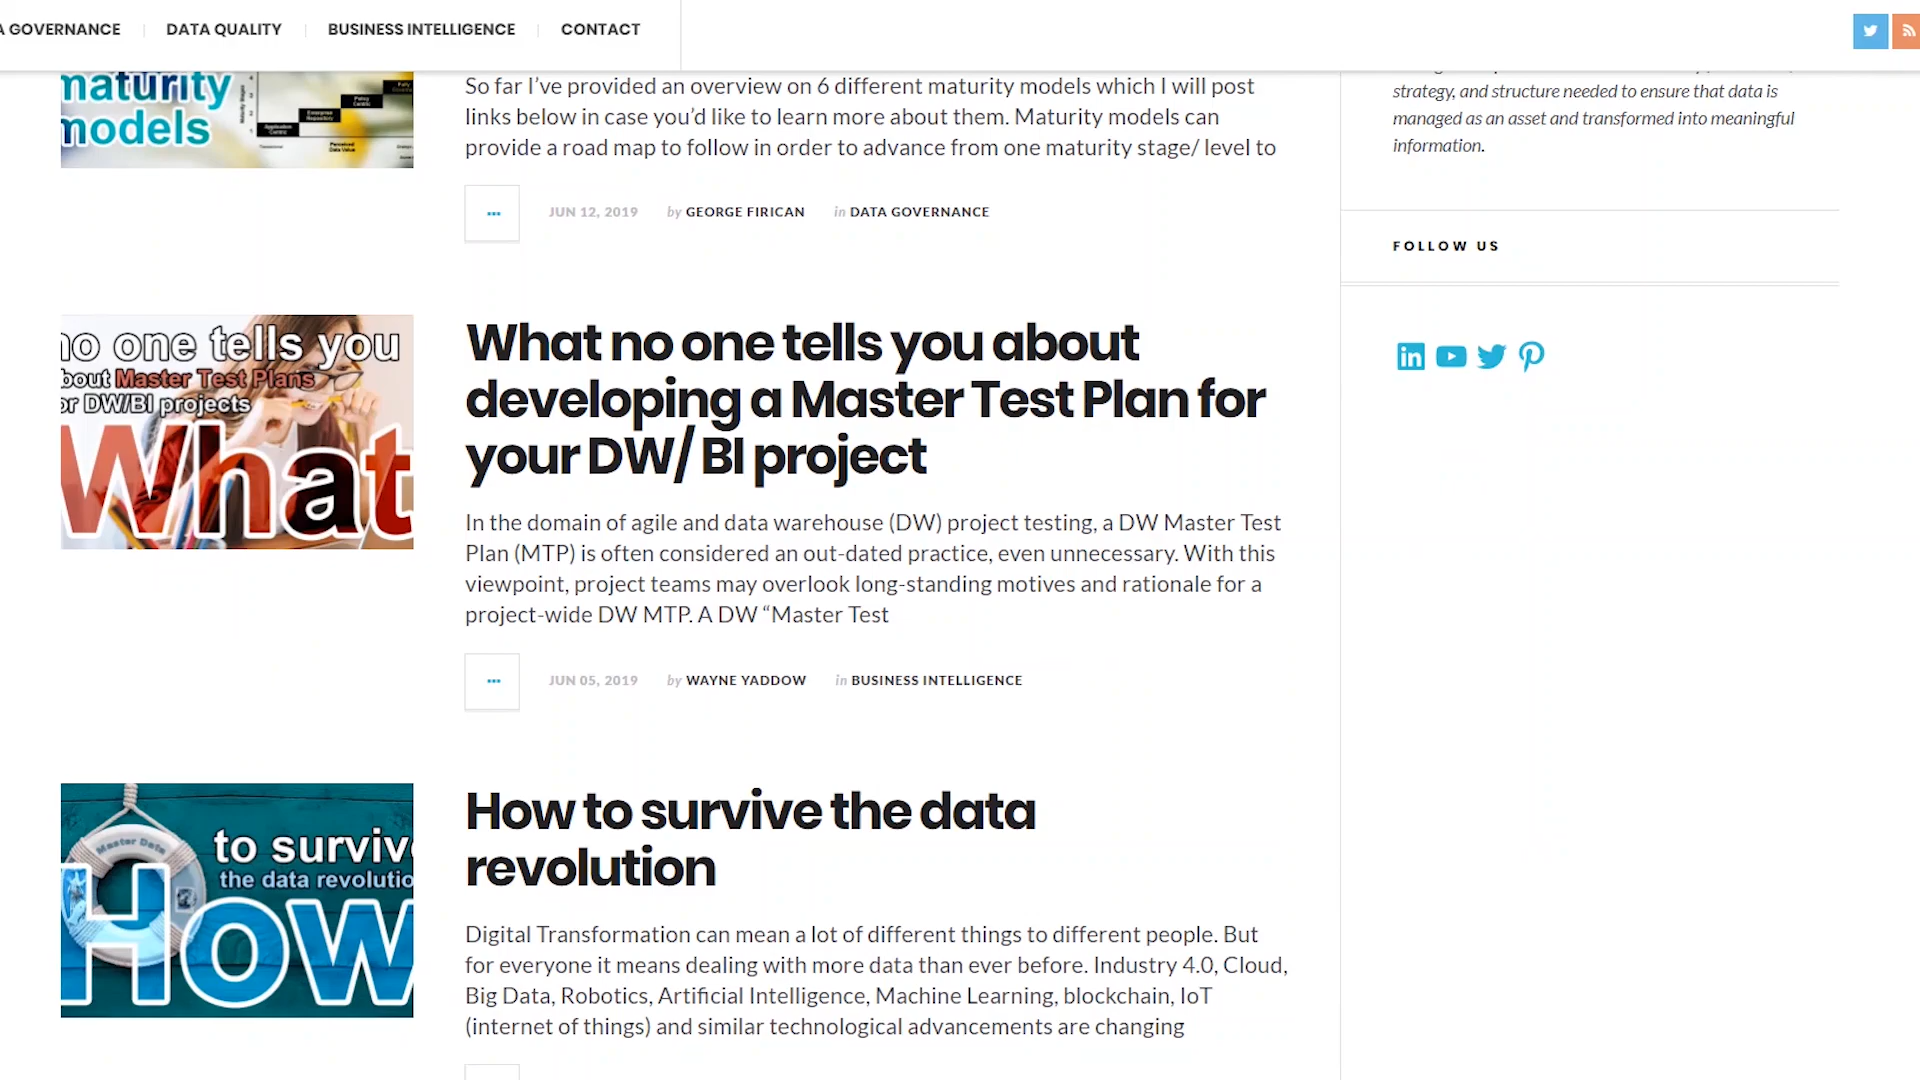 A GOVERNANCE DATA QUALITY BUSINESS INTELLIGENCE CONTACT
maturity
models
So far I've provided an overview on 6 different maturity models which I will post
links below in case you'd like to learn more about them. Maturity models can
provide a road map to follow in order to advance from one maturity stage/ level to
JUN 12, 2019 by GEORGE FIRICAN in DATA GOVERNANCE
strategy, and structure needed to ensure that data is
managed as an asset and transformed into meaningful
information.
FOLLOW US
no one tells you
bout Master Test Plans
or DW/BI projects
What
What no one tells you about
developing a Master Test Plan for
your DW/ BI project
In the domain of agile and data warehouse (DW) project testing, a DW Master Test
Plan (MTP) is often considered an out-dated practice, even unnecessary. With this
viewpoint, project teams may overlook long-standing motives and rationale for a
project-wide DW MTP. A DW “Master Test
JUN 05, 2019 by WAYNE YADDOW in BUSINESS INTELLIGENCE
Master Data
to surviv
the data revolutio
How
How to survive the data
revolution
Digital Transformation can mean a lot of different things to different people. But
for everyone it means dealing with more data than ever before. Industry 4.0, Cloud,
Big Data, Robotics, Artificial Intelligence, Machine Learning, blockchain, IoT
(internet of things) and similar technological advancements are changing